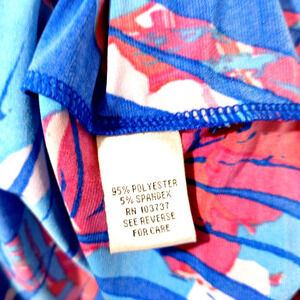 95% POLYESTER
5% SPANDEX
RN 103737
SEE REVERSE
FOR CARE